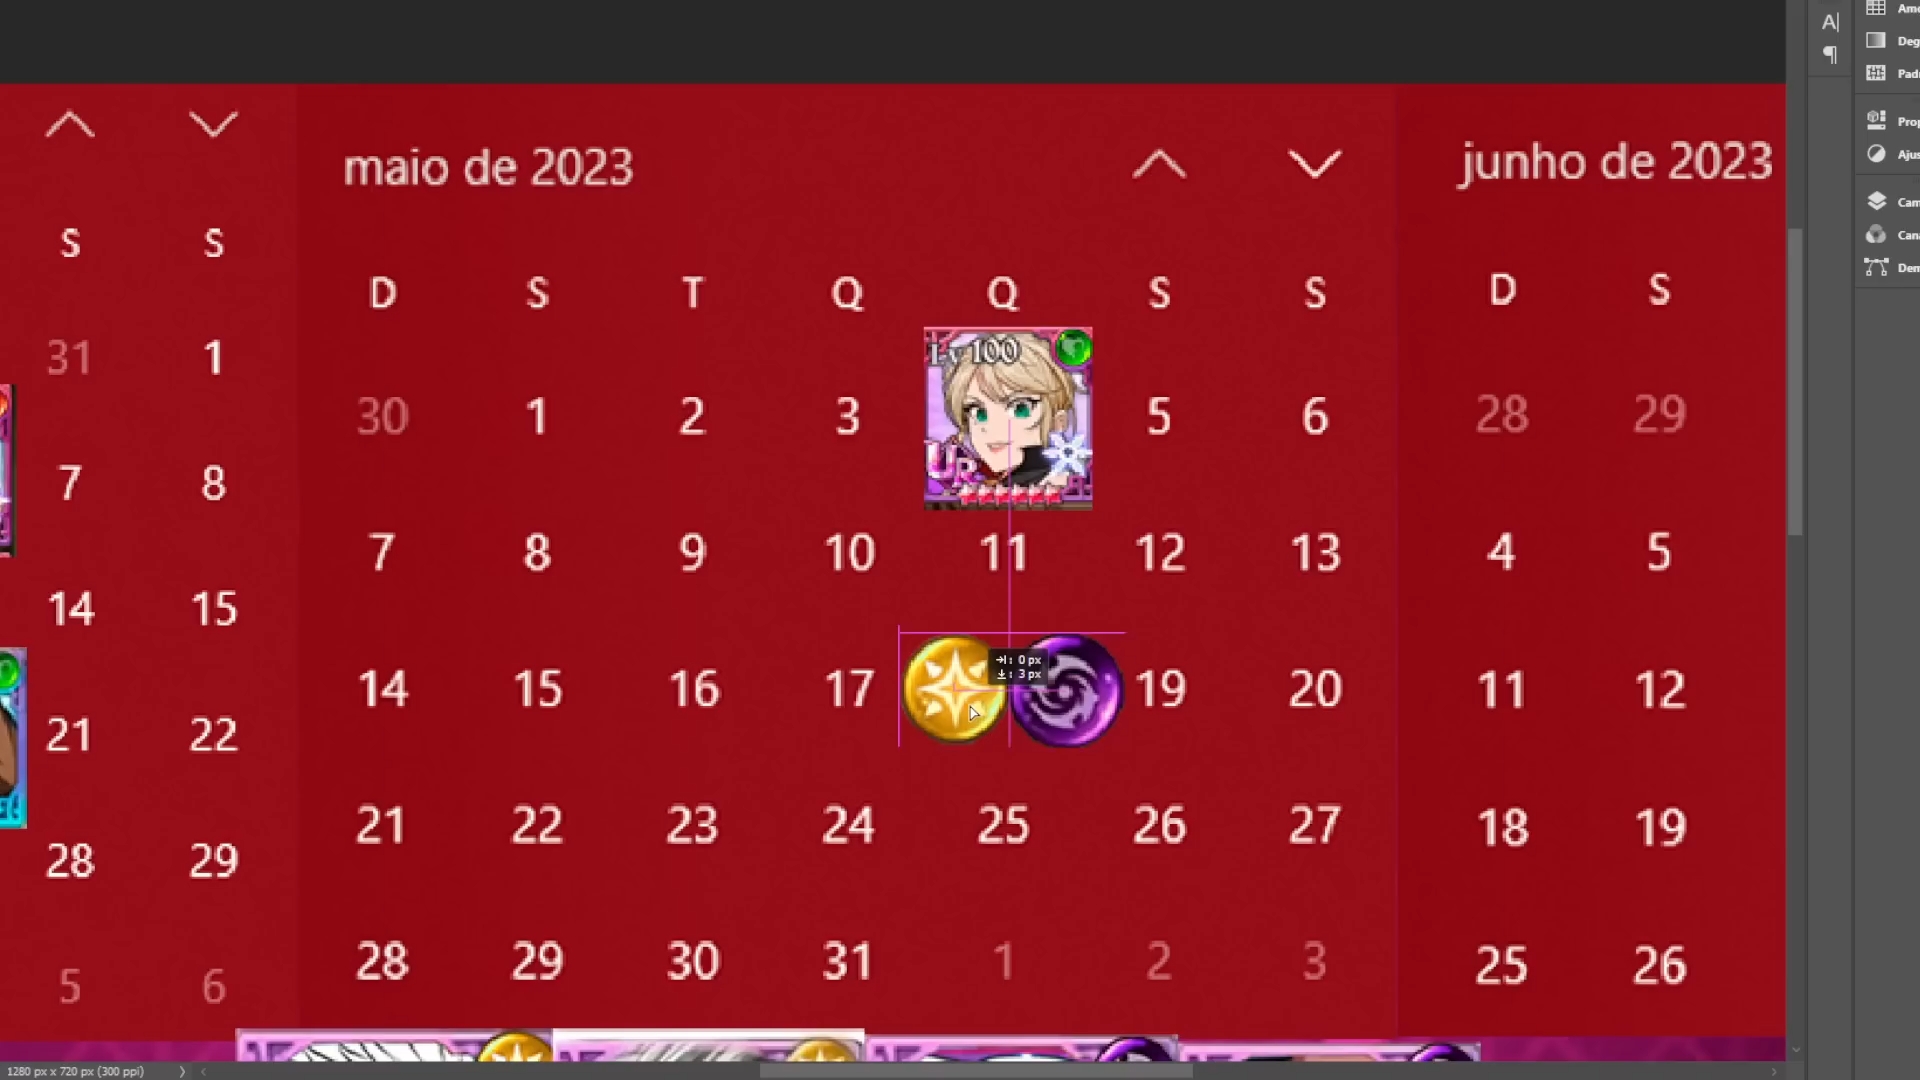 maio de 2023
junho de 2023
S S
D S T Q Q S S
D S
31 1
30 1 2 3 5 6
28 29
Lv 100
UR
7 8
7 8 9 10 11 12 13
4 5
14 15
14 15 16 17 19 20
11 12
→|: 0 px
↓: 3 px
21 22
21 22 23 24 25 26 27
18 19
28 29
28 29 30 31 1 2 3
25 26
5 6
A|
¶
1280 px x 720 px (300 ppi)